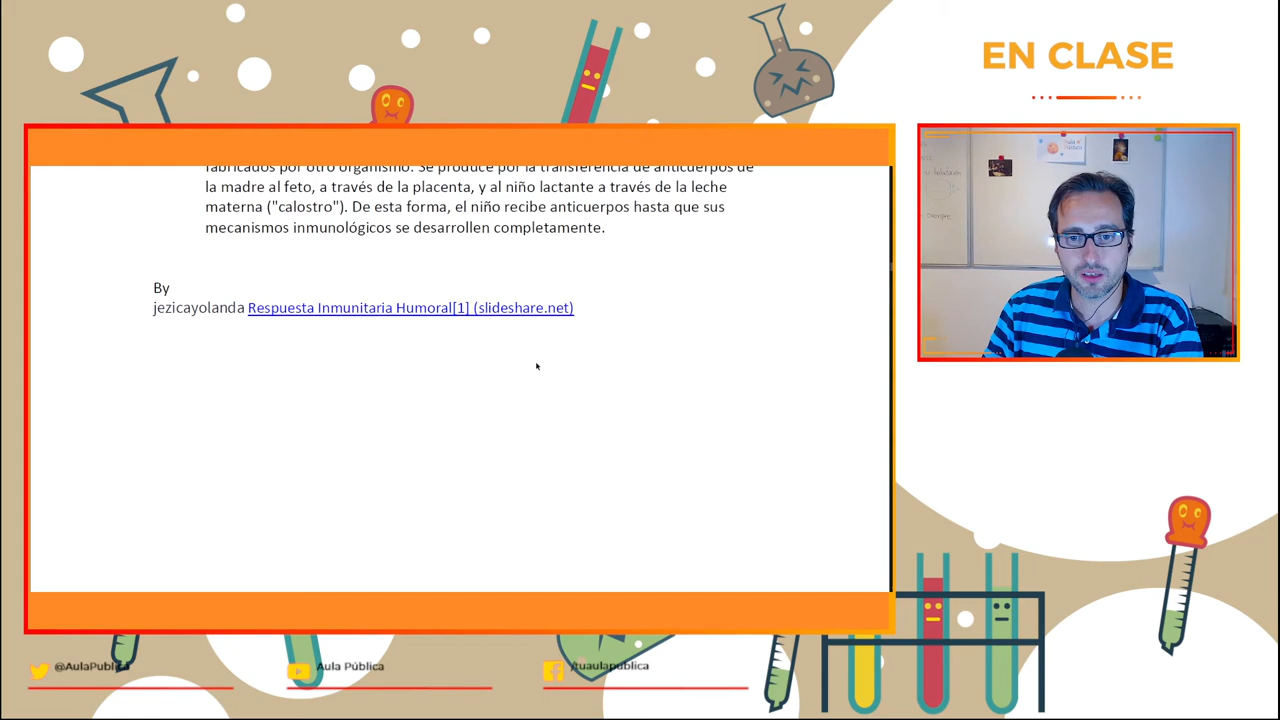 EN CLASE
fabricados por otro organismo. Se produce por la transferencia de anticuerpos de
la madre al feto, a través de la placenta, y al niño lactante a través de la leche
materna ("calostro"). De esta forma, el niño recibe anticuerpos hasta que sus
mecanismos inmunológicos se desarrollen completamente.
By
jezicayolanda Respuesta Inmunitaria Humoral[1] (slideshare.net)
@AulaPublica
Aula Pública
/tuaulapublica